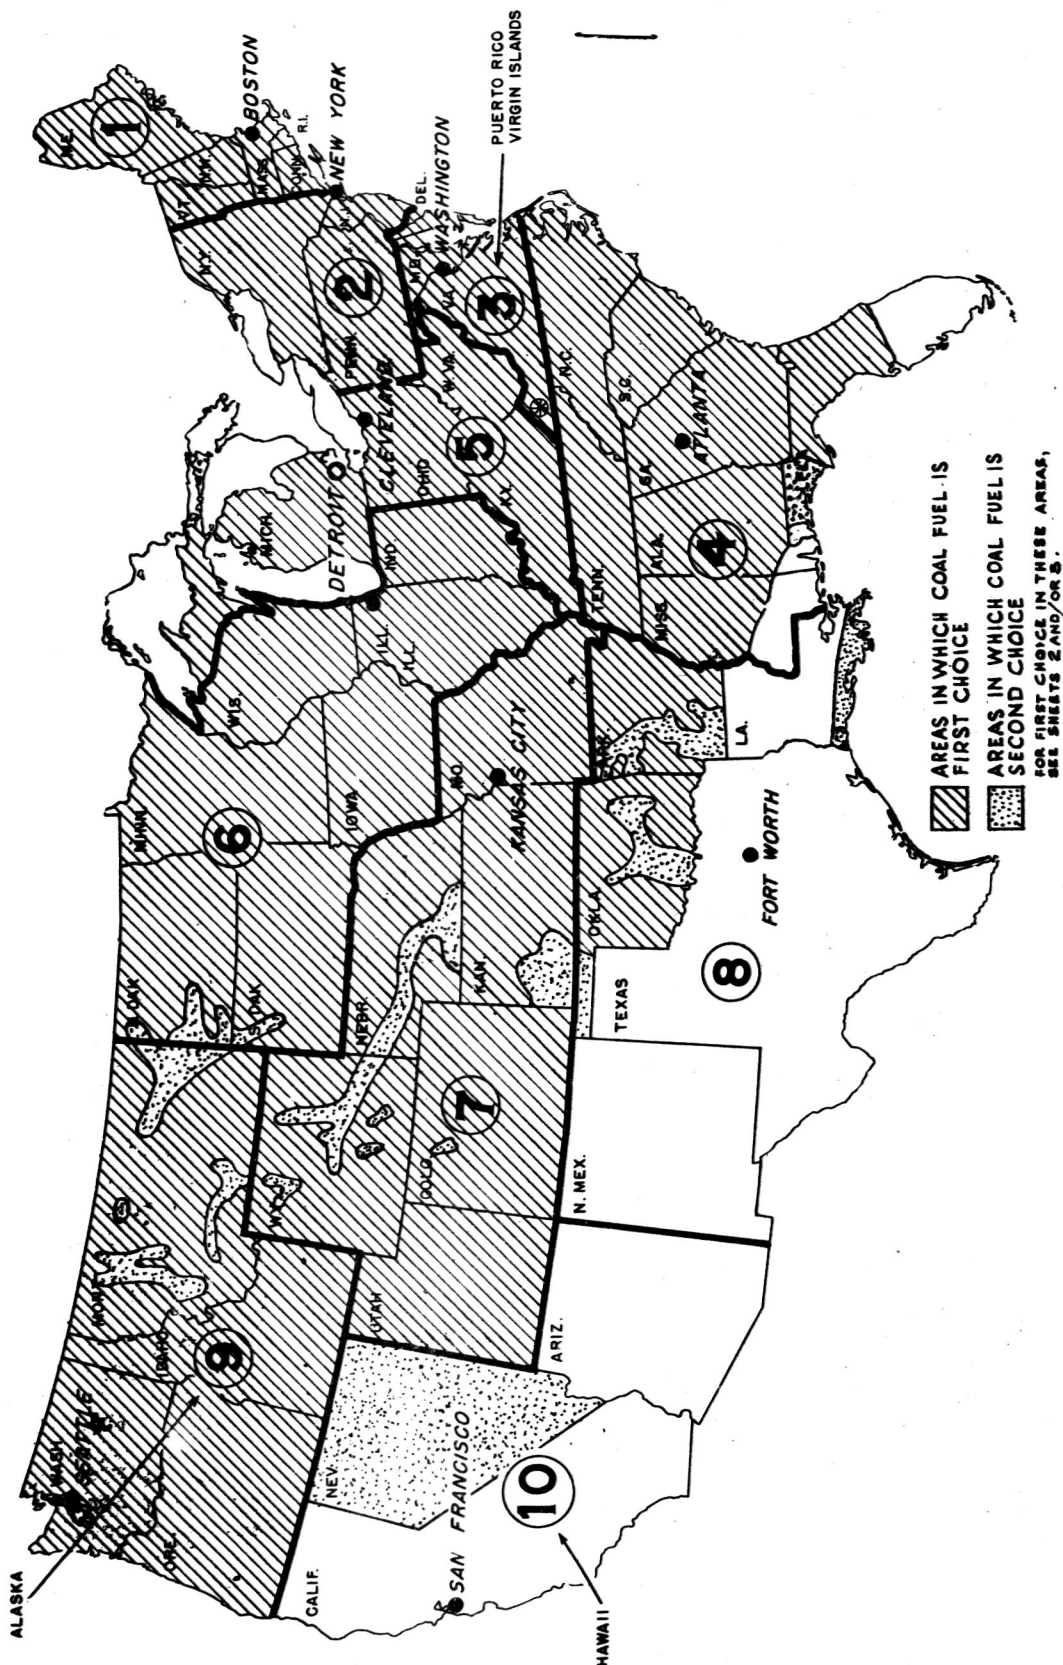 ALASKA
WASH.
SEATTLE
ORE.
IDAHO
MONT.
9
CALIF.
NEV.
SAN FRANCISCO
10
HAWAII
UTAH
ARIZ.
WYO.
COLO.
7
N. MEX.
N. DAK
S. DAK
NEBR.
KAN.
OKLA.
TEXAS
8
FORT WORTH
MINN.
6
IOWA
MO.
KANSAS CITY
ARK.
LA.
WIS.
ILL.
ILL.
IND.
MICH.
DETROIT
CLEVELAND
OHIO
5
KY.
W.VA.
TENN.
MISS.
ALA.
4
GA.
ATLANTA
S.C.
N.C.
PENN.
2
N.Y.
N.J.
NEW YORK
MD.
DEL.
WASHINGTON
VA.
3
PUERTO RICO
VIRGIN ISLANDS
ME.
1
VT.
N.H.
MASS.
BOSTON
CONN.
R.I.
AREAS IN WHICH COAL FUEL IS
FIRST CHOICE
AREAS IN WHICH COAL FUEL IS
SECOND CHOICE
FOR FIRST CHOICE IN THESE AREAS,
SEE SHEETS 2 AND/OR 3.